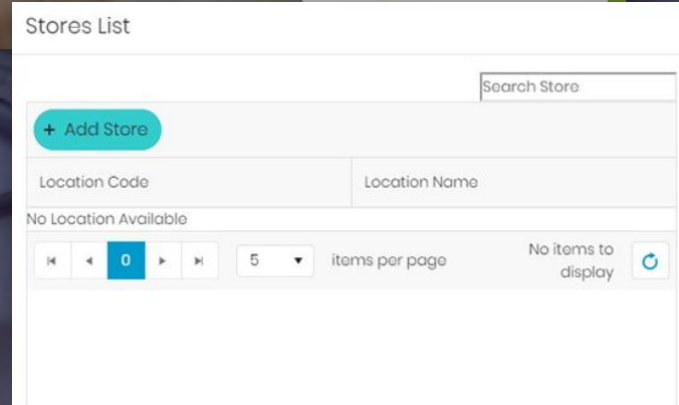 Stores List
Search Store
+ Add Store
Location Code Location Name
No Location Available
0 5 items per page No items to
display